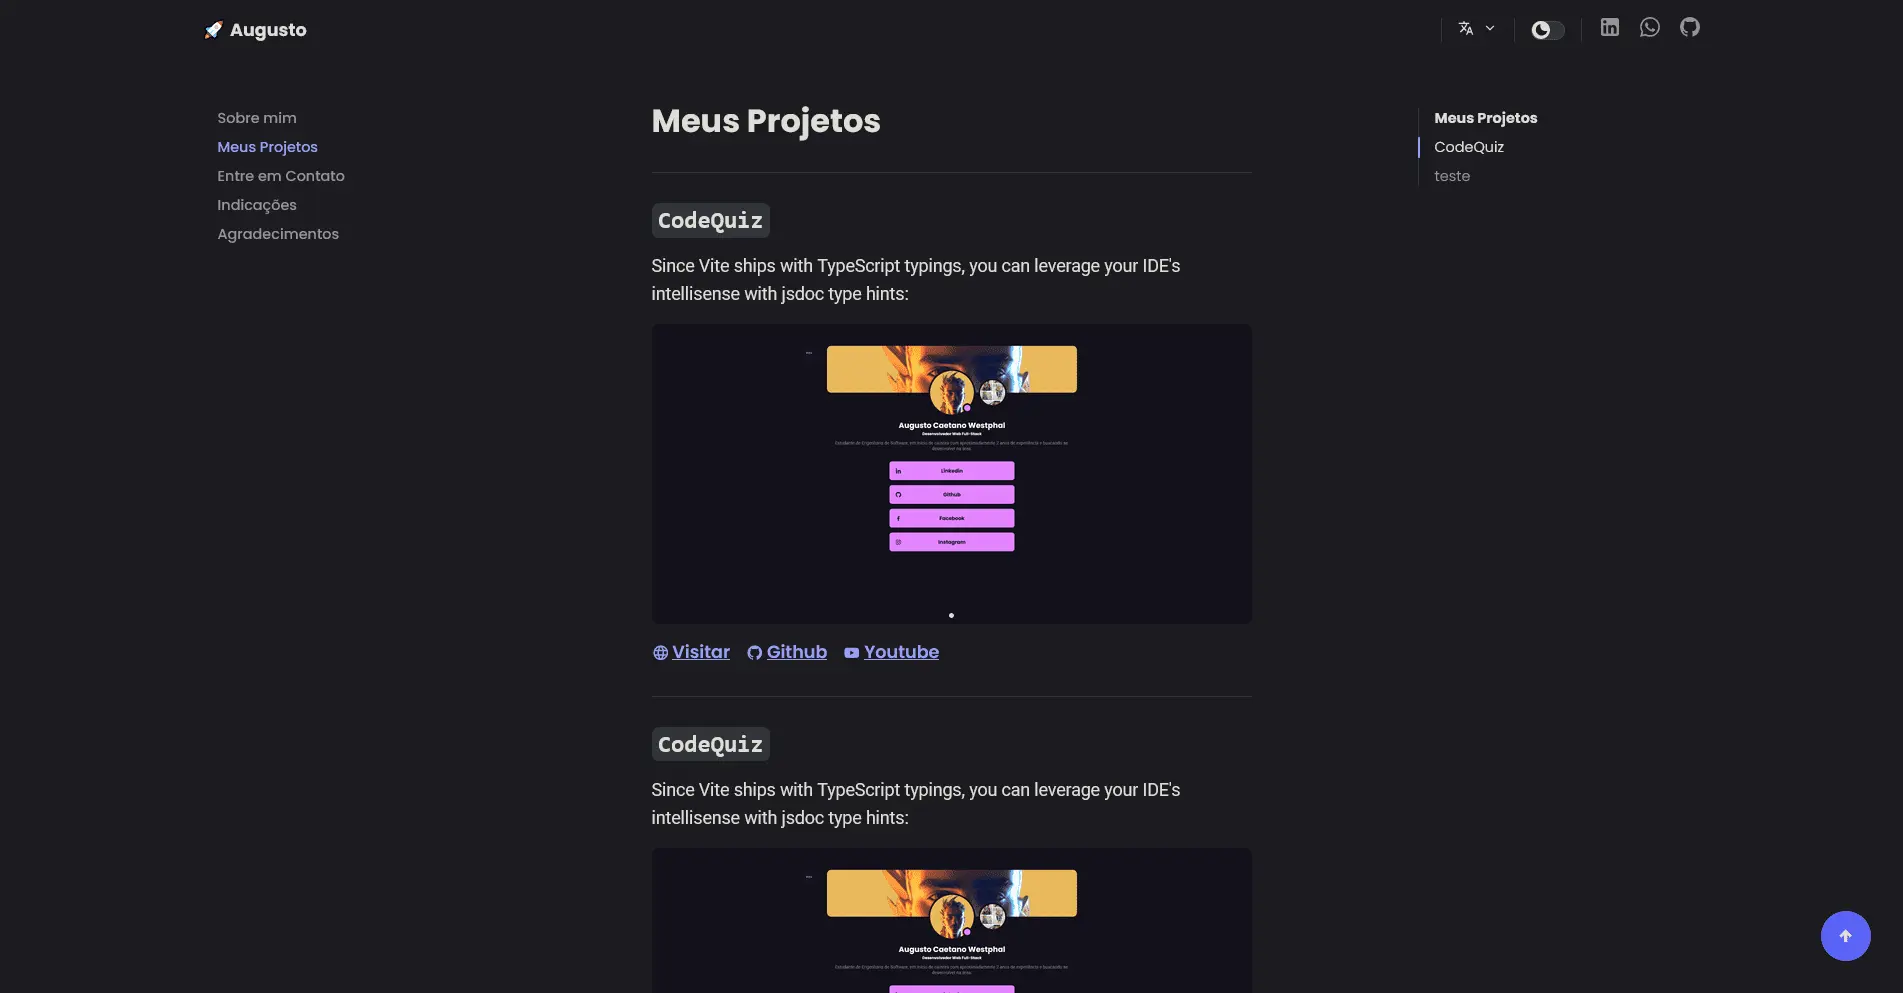 Augusto
Sobre mim
Meus Projetos
Entre em Contato
Indicações
Agradecimentos
Meus Projetos
CodeQuiz
Since Vite ships with TypeScript typings, you can leverage your IDE's
intellisense with jsdoc type hints:
Augusto Caetano Westphal
Desenvolvedor Web Full-Stack
Linkedin
Github
Facebook
Instagram
Visitar Github Youtube
CodeQuiz
Since Vite ships with TypeScript typings, you can leverage your IDE's
intellisense with jsdoc type hints:
Augusto Caetano Westphal
Desenvolvedor Web Full-Stack
Meus Projetos
CodeQuiz
teste